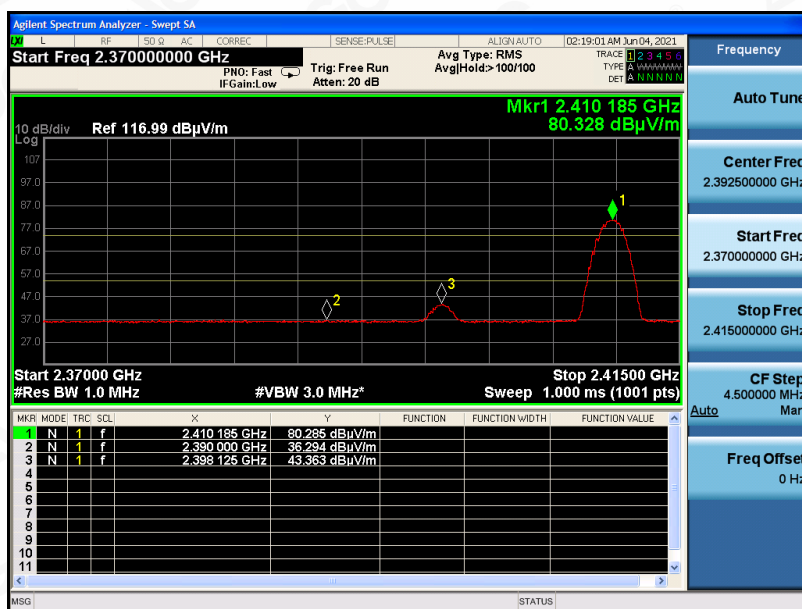 Agilent Spectrum Analyzer - Swept SA
LXI L RF 50 Ω AC CORREC SENSE:PULSE ALIGN AUTO 02:19:01 AM Jun 04, 2021
Start Freq 2.370000000 GHz
PNO: Fast
IFGain:Low
Trig: Free Run
Atten: 20 dB
Avg Type: RMS
Avg|Hold:>100/100
TRACE 1 2 3 4 5 6
TYPE A WWWWW
DET A N N N N N
Mkr1 2.410 185 GHz
80.328 dBµV/m
10 dB/div Ref 116.99 dBµV/m
Log
107
97.0
87.0
77.0
67.0
57.0
47.0
37.0
27.0
1
2
3
Start 2.37000 GHz Stop 2.41500 GHz
#Res BW 1.0 MHz #VBW 3.0 MHz* Sweep 1.000 ms (1001 pts)
MKR MODE TRC SCL X Y FUNCTION FUNCTION WIDTH FUNCTION VALUE
1 N 1 f 2.410 185 GHz 80.285 dBµV/m
2 N 1 f 2.390 000 GHz 36.294 dBµV/m
3 N 1 f 2.398 125 GHz 43.363 dBµV/m
4
5
6
7
8
9
10
11
MSG STATUS
Frequency
Auto Tune
Center Freq
2.392500000 GHz
Start Freq
2.370000000 GHz
Stop Freq
2.415000000 GHz
CF Step
4.500000 MHz
Auto Man
Freq Offset
0 Hz